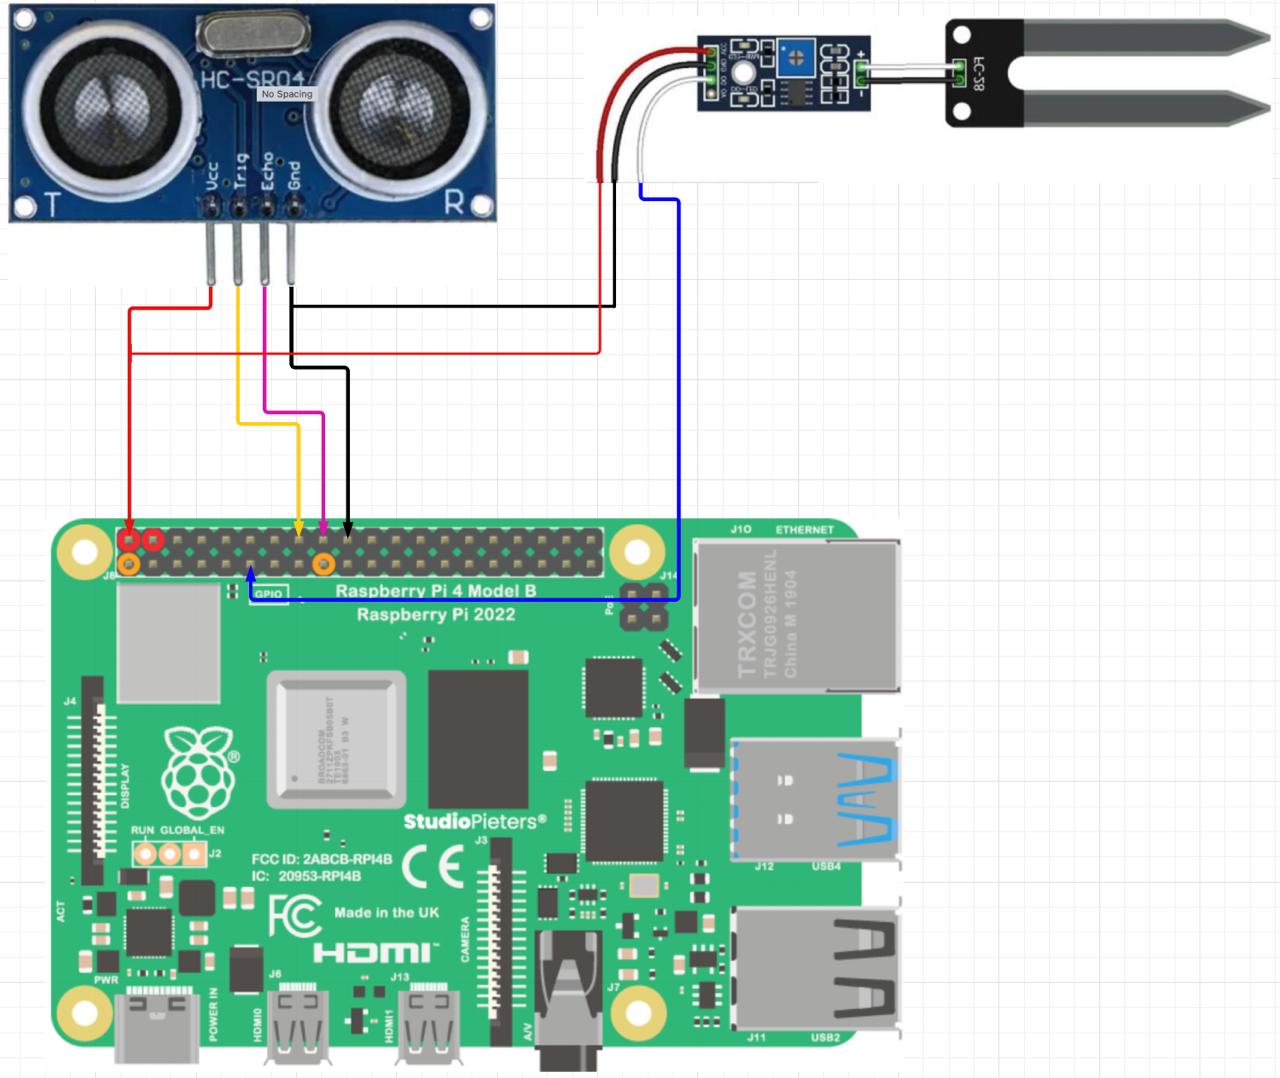 HC-SR04
No Spacing
Vcc
Trig
Echo
Gnd
T
R
+
-
FC-28
J10
ETHERNET
J8
J14
GPIO
Raspberry Pi 4 Model B
Raspberry Pi 2022
PoE
TRXCOM
TRJG0926HENL
China M 1904
J4
DISPLAY
BROADCOM
®
StudioPieters®
RUN
GLOBAL_EN
J2
J3
FCC ID: 2ABCB-RPI4B
IC: 20953-RPI4B
CE
J12
USB4
ACT
FC
Made in the UK
HDMI
CAMERA
PWR
POWER IN
J6
HDMI0
J13
HDMI1
A/V
J7
J11
USB2